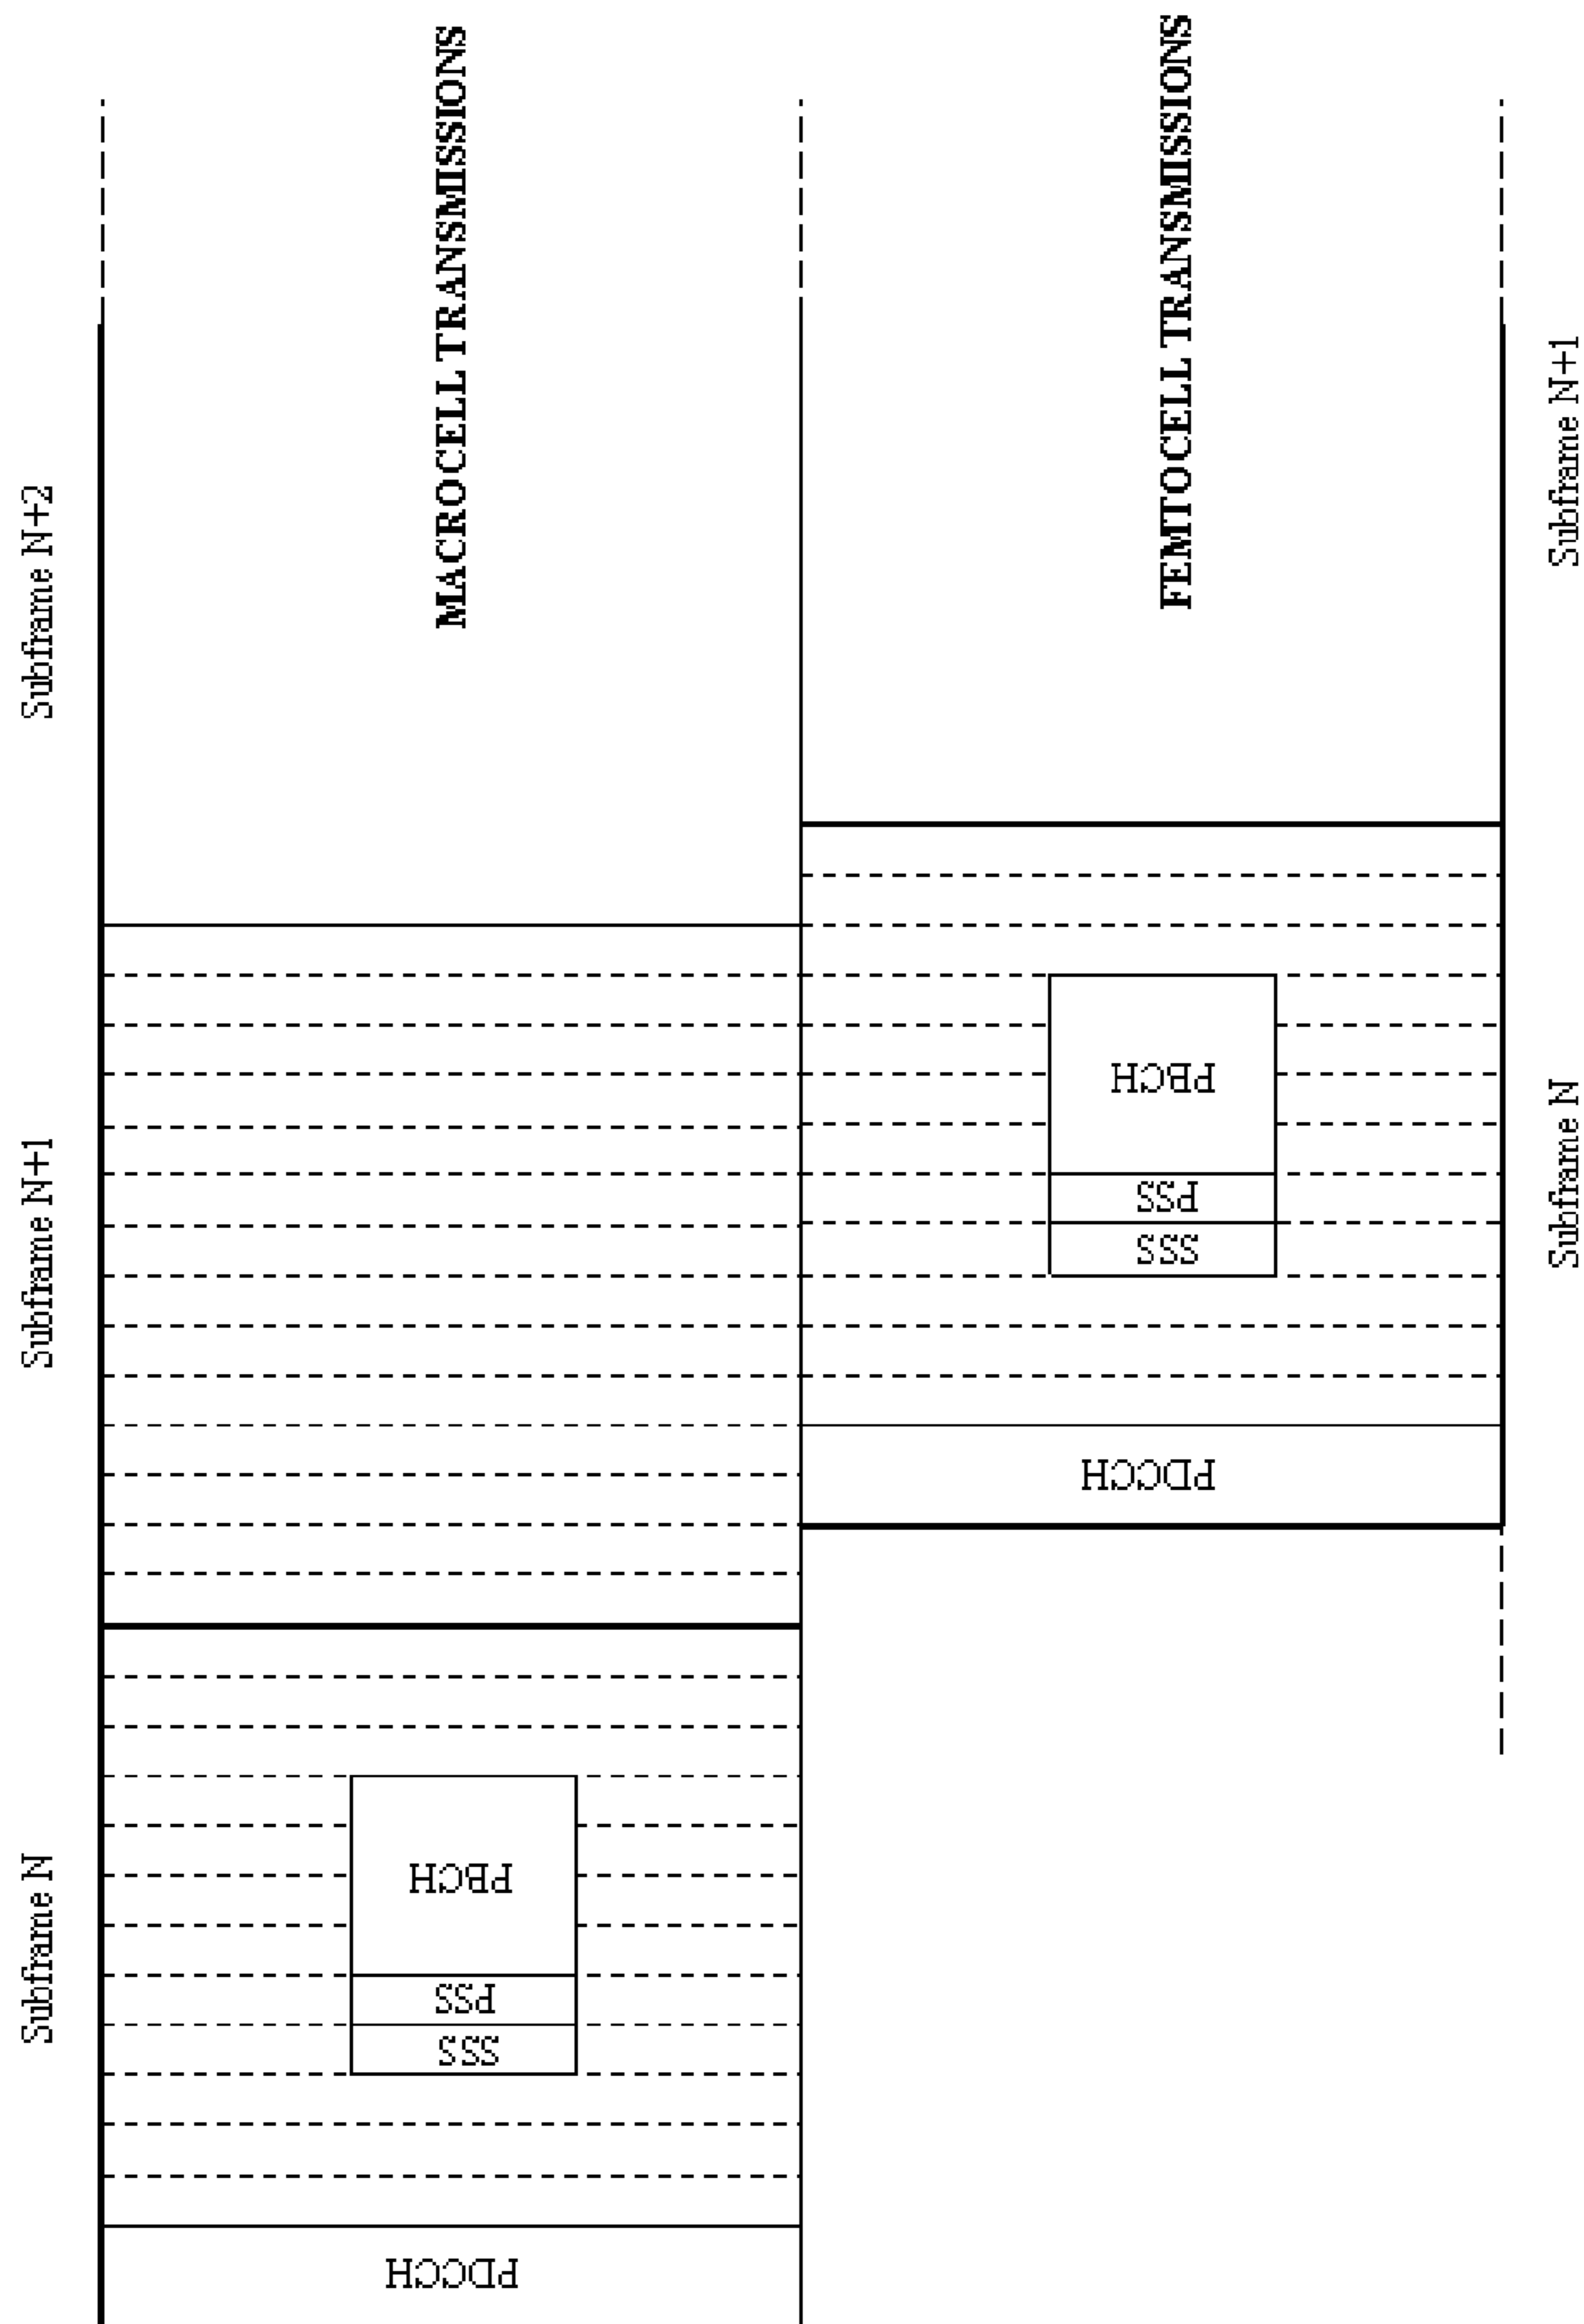 Subframe N
Subframe N+1
Subframe N+2
PDCCH
SSS
PSS
PBCH
MACROCELL TRANSMISSIONS
PDCCH
SSS
PSS
PBCH
FEMTOCELL TRANSMISSIONS
Subframe N
Subframe N+1